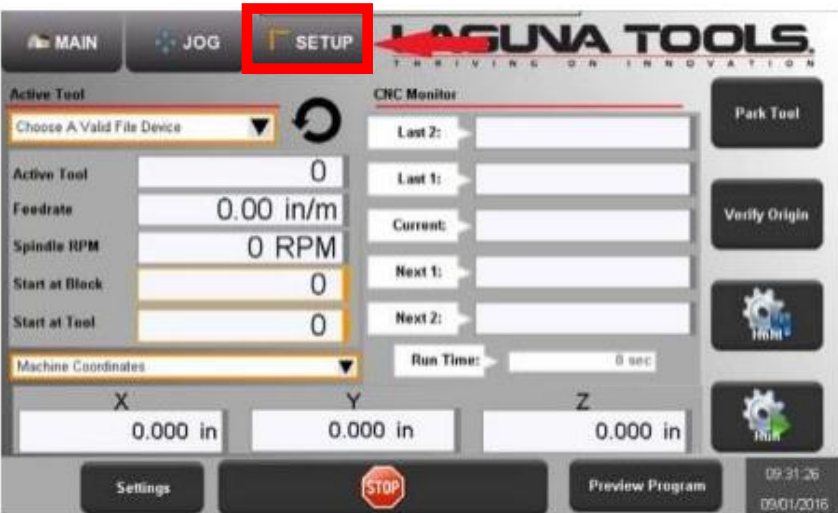 MAIN
JOG
SETUP
LAGUNA TOOLS.
THRIVING ON INNOVATION
Active Tool
Choose A Valid File Device
Active Tool
0
Feedrate
0.00 in/m
Spindle RPM
0 RPM
Start at Block
0
Start at Tool
0
Machine Coordinates
CNC Monitor
Last 2:
Last 1:
Current:
Next 1:
Next 2:
Run Time:
0 sec
Park Tool
Verify Origin
Run
X
Y
Z
0.000 in
0.000 in
0.000 in
Settings
STOP
Preview Program
09:31:26
09/01/2016